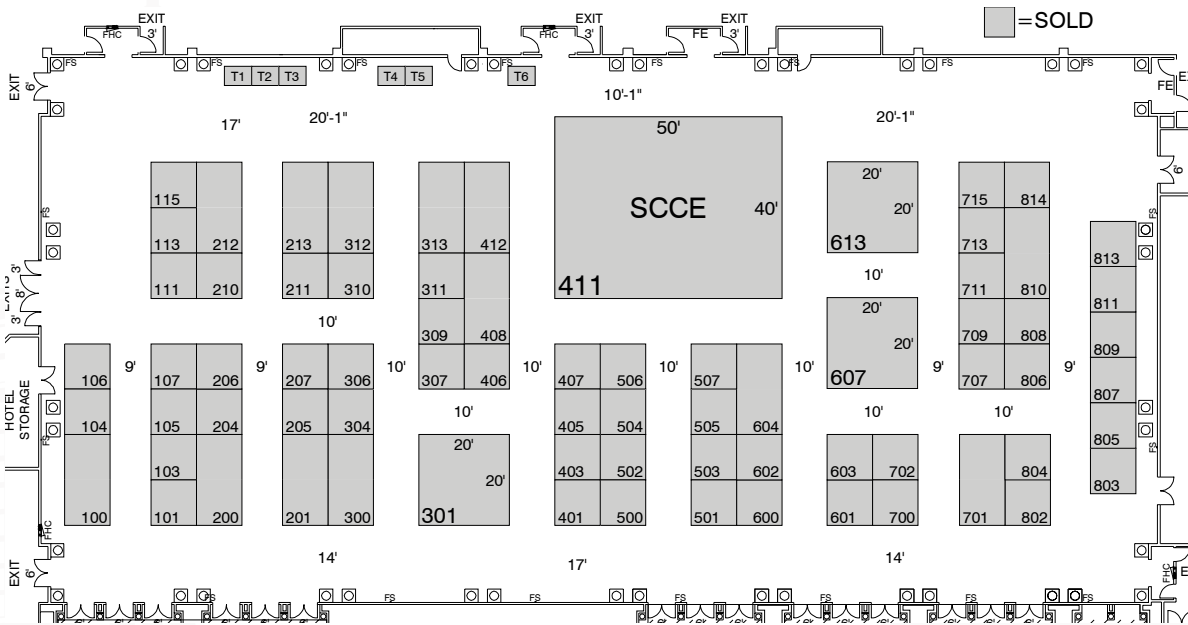 EXIT EXIT EXIT =SOLD
3' 3' 3'
FHC FHC FE
FS FS FS FS FS FS FS
EXIT 6' T1 T2 T3 T4 T5 T6 FE
10'-1"
17' 20'-1" 50' 20'-1"
6'
SCCE 40'
20' 20'
115 715 814
FS FS
113 212 213 312 313 412 613 713 813
3' 8' 3'
10'
111 210 211 310 311 411 711 810 811
20' 20'
10'
309 408 709 808 809
607
106 9' 107 206 9' 207 306 10' 307 406 10' 407 506 10' 507 10' 9' 707 806 9' 807
HOTEL STORAGE
10' 10' 10'
104 105 204 205 304 405 504 505 604 805
FS FS
20' 20'
103 403 502 503 602 603 702 804 803
100 101 200 201 300 301 401 500 501 600 601 700 701 802
FHC FHC
14' 17' 14'
EXIT 6'
FS FS FS FS FS FS